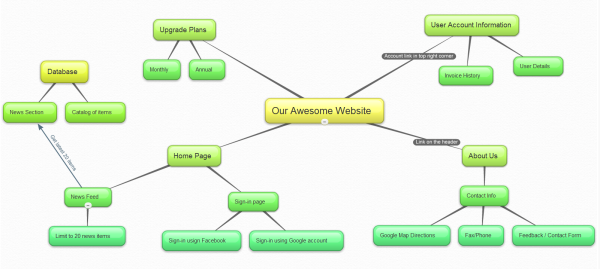 Upgrade Plans
Monthly
Annual
User Account Information
Account link in top right corner
Invoice History
User Details
Database
News Section
Catalog of items
Our Awesome Website
Get latest 20 items
Home Page
Link on the header
About Us
News Feed
Sign-in page
Contact Info
Limit to 20 news items
Sign-in usign Facebook
Sign-in using Google account
Google Map Directions
Fax/Phone
Feedback / Contact Form